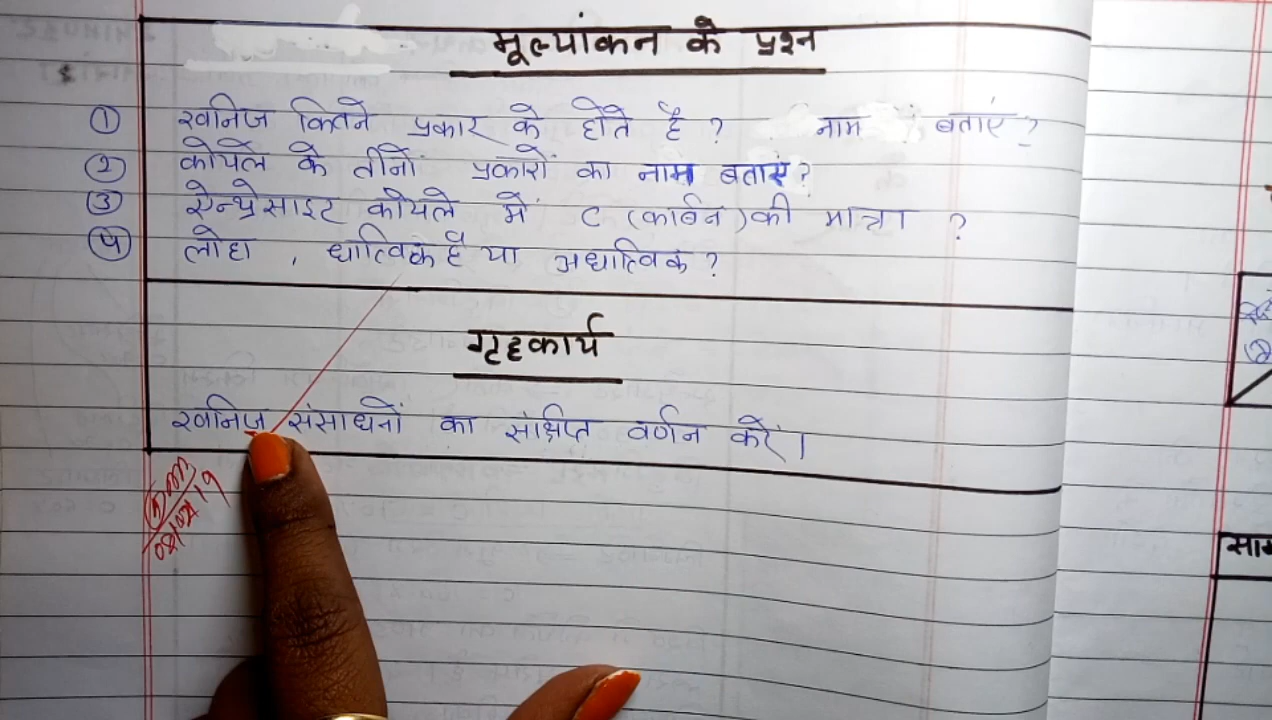 मूल्यांकन के प्रश्न
① खनिज कितने प्रकार के होते है ? नाम बताएं ?
② कोयले के तीनों प्रकारों का नाम बताएं ?
③ ऐन्थ्रेसाइट कोयले में C (कार्बन) की मात्रा ?
④ लोहा , धात्विक है या अधात्विक ?
गृहकार्य
खनिज संसाधनों का संक्षिप्त वर्णन करें।